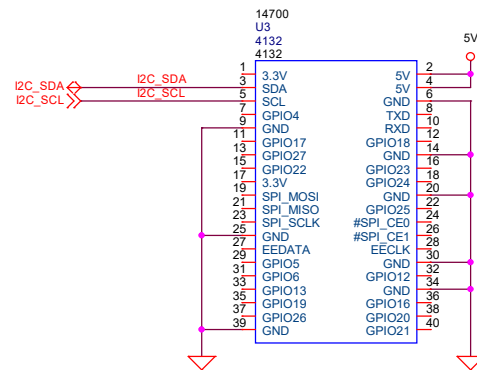 14700
U3
4132
4132
5V
I2C_SDA I2C_SDA
I2C_SCL I2C_SCL
1 3.3V 5V 2
3 SDA 5V 4
5 SCL GND 6
7 GPIO4 TXD 8
9 GND RXD 10
11 GPIO17 GPIO18 12
13 GPIO27 GND 14
15 GPIO22 GPIO23 16
17 3.3V GPIO24 18
19 SPI_MOSI GND 20
21 SPI_MISO GPIO25 22
23 SPI_SCLK #SPI_CE0 24
25 GND #SPI_CE1 26
27 EEDATA EECLK 28
29 GPIO5 GND 30
31 GPIO6 GPIO12 32
33 GPIO13 GND 34
35 GPIO19 GPIO16 36
37 GPIO26 GPIO20 38
39 GND GPIO21 40